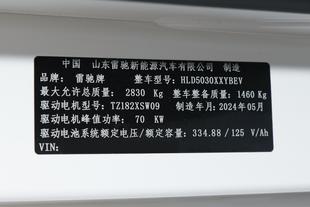 中国 山东雷驰新能源汽车有限公司 制造
品牌：雷驰牌 整车型号：HLD5030XXYBEV
最大允许总质量：2830 Kg 整车整备质量：1460 Kg
驱动电机型号：TZ182XSW09 制造年月：2024年05月
驱动电机峰值功率：70 KW
驱动电池系统额定电压/额定容量：334.88/125 V/Ah
VIN：